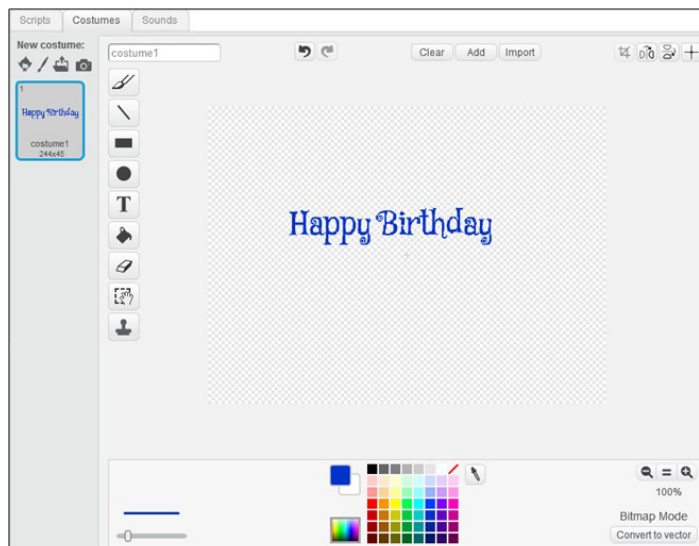 Scripts Costumes Sounds
New costume:
costume1
Clear Add Import
1
Happy Birthday
costume1
244x45
T
Happy Birthday
100%
Bitmap Mode
Convert to vector